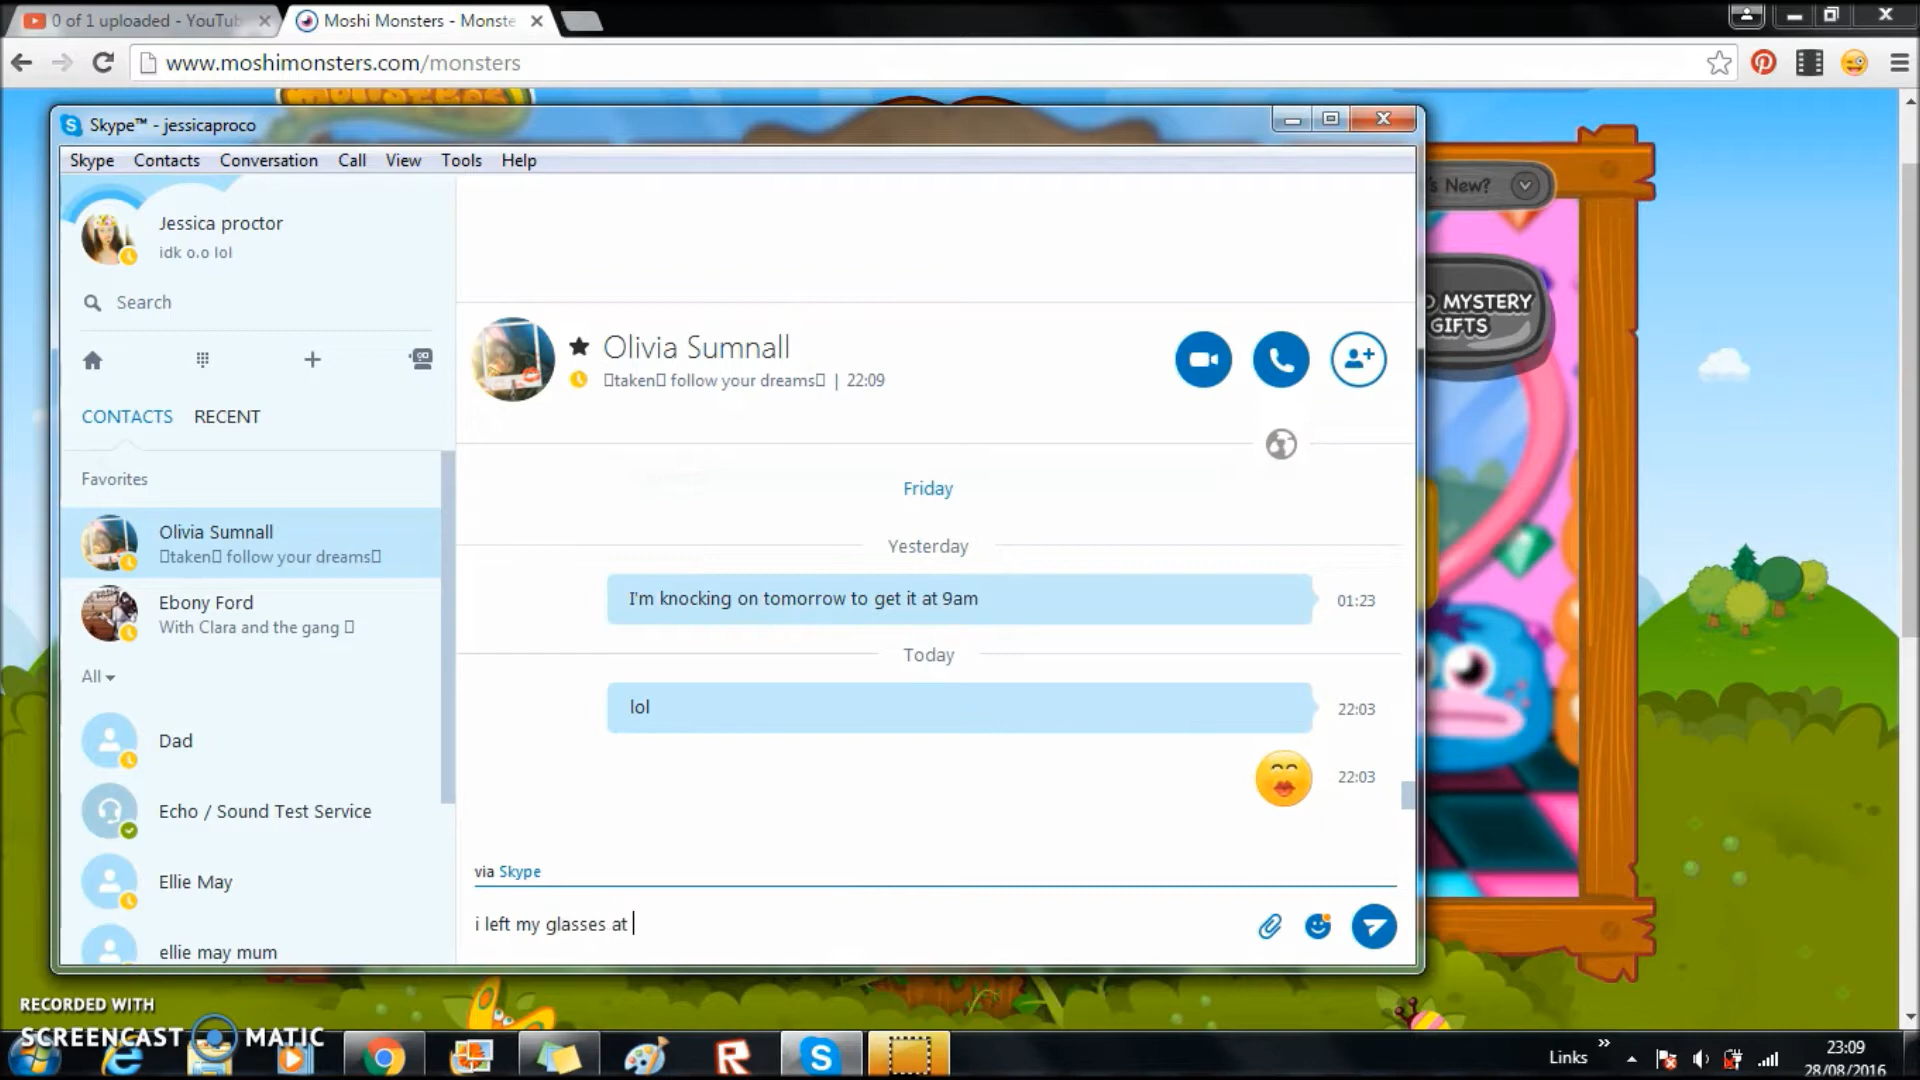 0 of 1 uploaded - YouTub
Moshi Monsters - Monste
www.moshimonsters.com/monsters
Skype™ - jessicaproco
Skype Contacts Conversation Call View Tools Help
Jessica proctor
idk o.o lol
Search
CONTACTS RECENT
Favorites
Olivia Sumnall
taken follow your dreams
Ebony Ford
With Clara and the gang
All
Dad
Echo / Sound Test Service
Ellie May
ellie may mum
Olivia Sumnall
taken follow your dreams | 22:09
Friday
Yesterday
I'm knocking on tomorrow to get it at 9am 01:23
Today
lol 22:03
22:03
via Skype
i left my glasses at
's New?
MYSTERY
GIFTS
RECORDED WITH
SCREENCAST MATIC
Links
23:09
28/08/2016